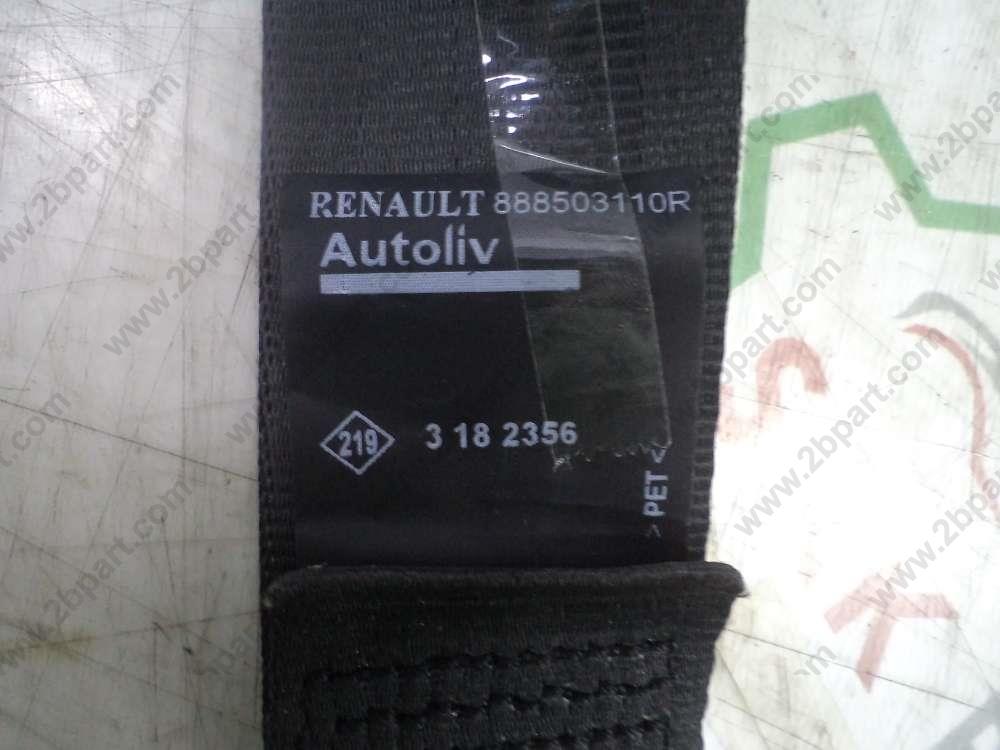 RENAULT 888503110R
Autoliv
219
3 18 2356
> PET <
www.2bpart.com